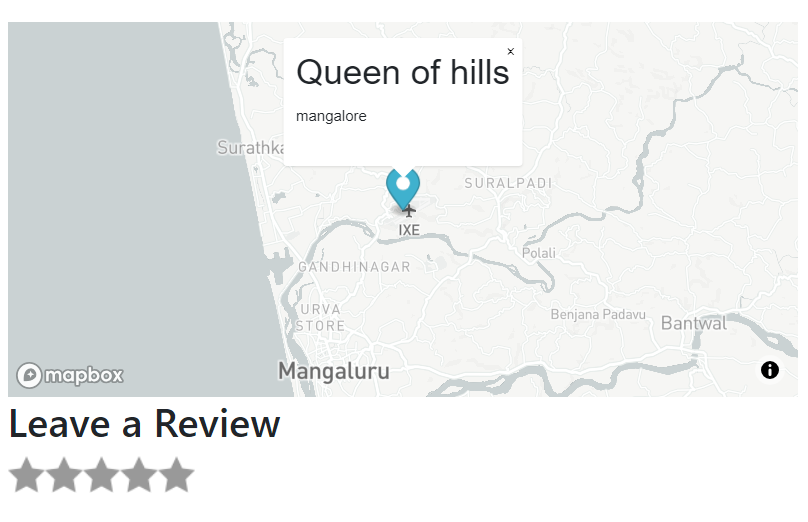 Queen of hills
×
mangalore
Surathka
SURALPADI
IXE
Polali
GANDHINAGAR
URVA
STORE
Benjana Padavu
Bantwal
Mangaluru
mapbox
i
Leave a Review